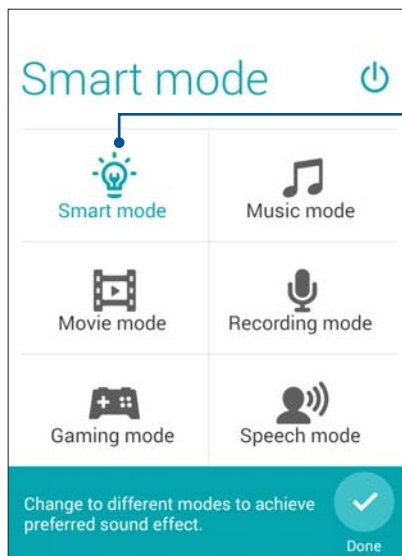 Smart mode
Smart mode
Music mode
Movie mode
Recording mode
Gaming mode
Speech mode
Change to different modes to achieve
preferred sound effect.
Done